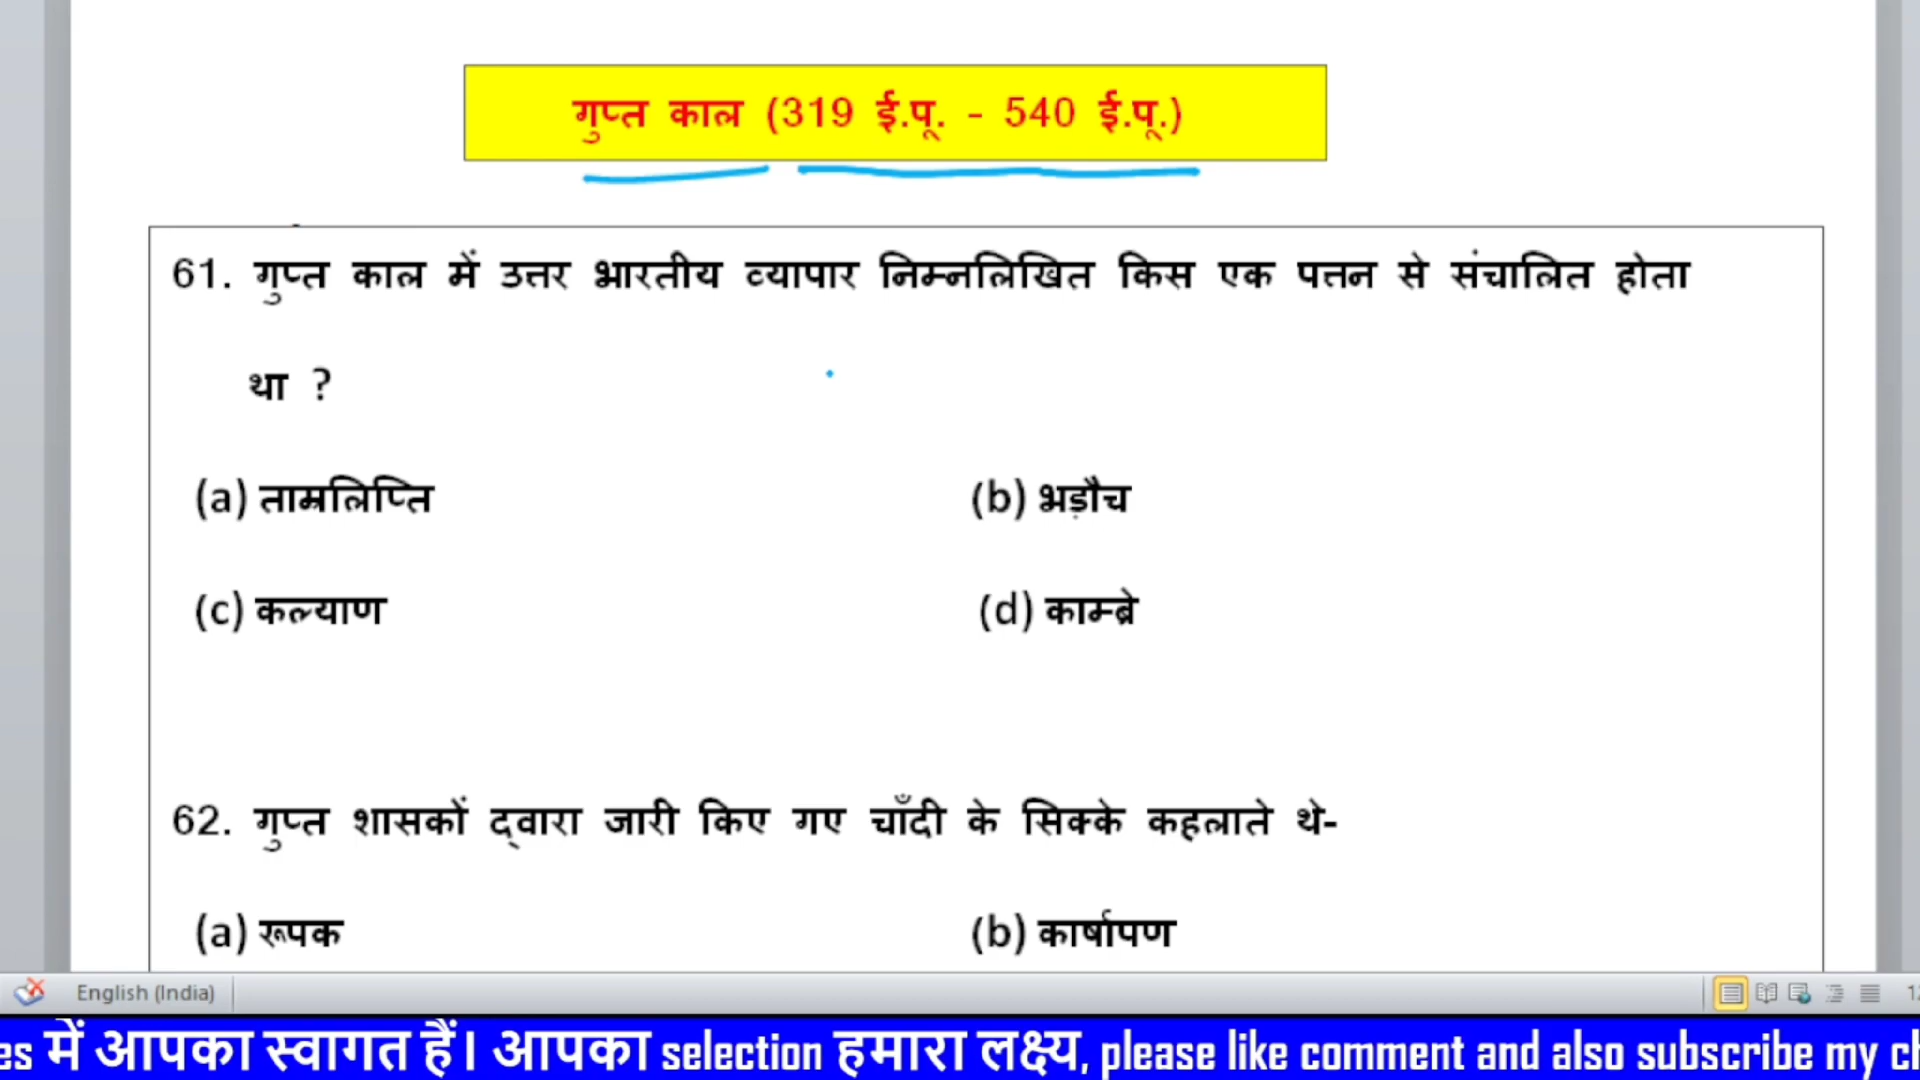 गुप्त काल (319 ई.पू. - 540 ई.पू.)
61. गुप्त काल में उत्तर भारतीय व्यापार निम्नलिखित किस एक पत्तन से संचालित होता
था ?
(a) ताम्रलिप्ति (b) भड़ौच
(c) कल्याण (d) काम्ब्रे
62. गुप्त शासकों द्वारा जारी किए गए चाँदी के सिक्के कहलाते थे-
(a) रूपक (b) कार्षापण
English (India)
में आपका स्वागत हैं। आपका selection हमारा लक्ष्य, please like comment and also subscribe my